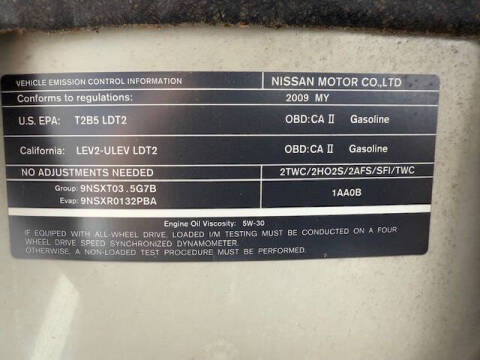 VEHICLE EMISSION CONTROL INFORMATION NISSAN MOTOR CO.,LTD
Conforms to regulations: 2009 MY
U.S. EPA: T2B5 LDT2 OBD:CA II Gasoline
California: LEV2-ULEV LDT2 OBD:CA II Gasoline
NO ADJUSTMENTS NEEDED 2TWC/2HO2S/2AFS/SFI/TWC
Group: 9NSXT03.5G7B 1AA0B
Evap: 9NSXR0132PBA
Engine Oil Viscosity: 5W-30
IF EQUIPPED WITH ALL-WHEEL DRIVE, LOADED I/M TESTING MUST BE CONDUCTED ON A FOUR
WHEEL DRIVE SPEED SYNCHRONIZED DYNAMOMETER.
OTHERWISE, A NON-LOADED TEST PROCEDURE MUST BE PERFORMED.